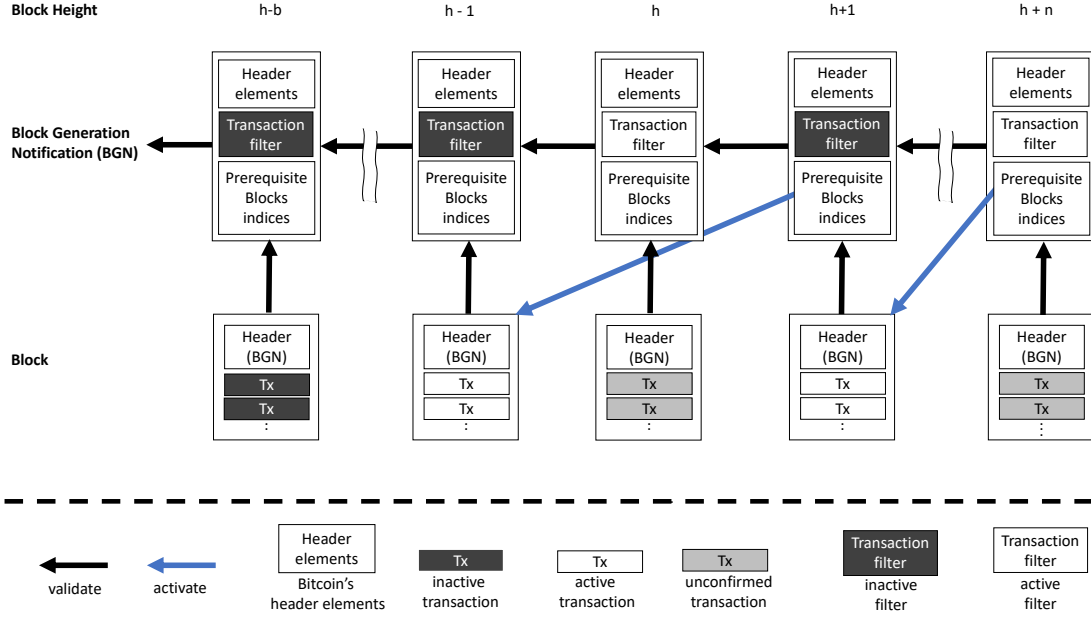 Block Height
h-b
h - 1
h
h+1
h + n
Block Generation
Notification (BGN)
Header
elements
Transaction
filter
Prerequisite
Blocks
indices
Header
elements
Transaction
filter
Prerequisite
Blocks
indices
Header
elements
Transaction
filter
Prerequisite
Blocks
indices
Header
elements
Transaction
filter
Prerequisite
Blocks
indices
Header
elements
Transaction
filter
Prerequisite
Blocks
indices
Block
Header
(BGN)
Tx
Tx
⋮
Header
(BGN)
Tx
Tx
⋮
Header
(BGN)
Tx
Tx
⋮
Header
(BGN)
Tx
Tx
⋮
Header
(BGN)
Tx
Tx
⋮
validate
activate
Header
elements
Bitcoin's
header elements
Tx
inactive
transaction
Tx
active
transaction
Tx
unconfirmed
transaction
Transaction
filter
inactive
filter
Transaction
filter
active
filter